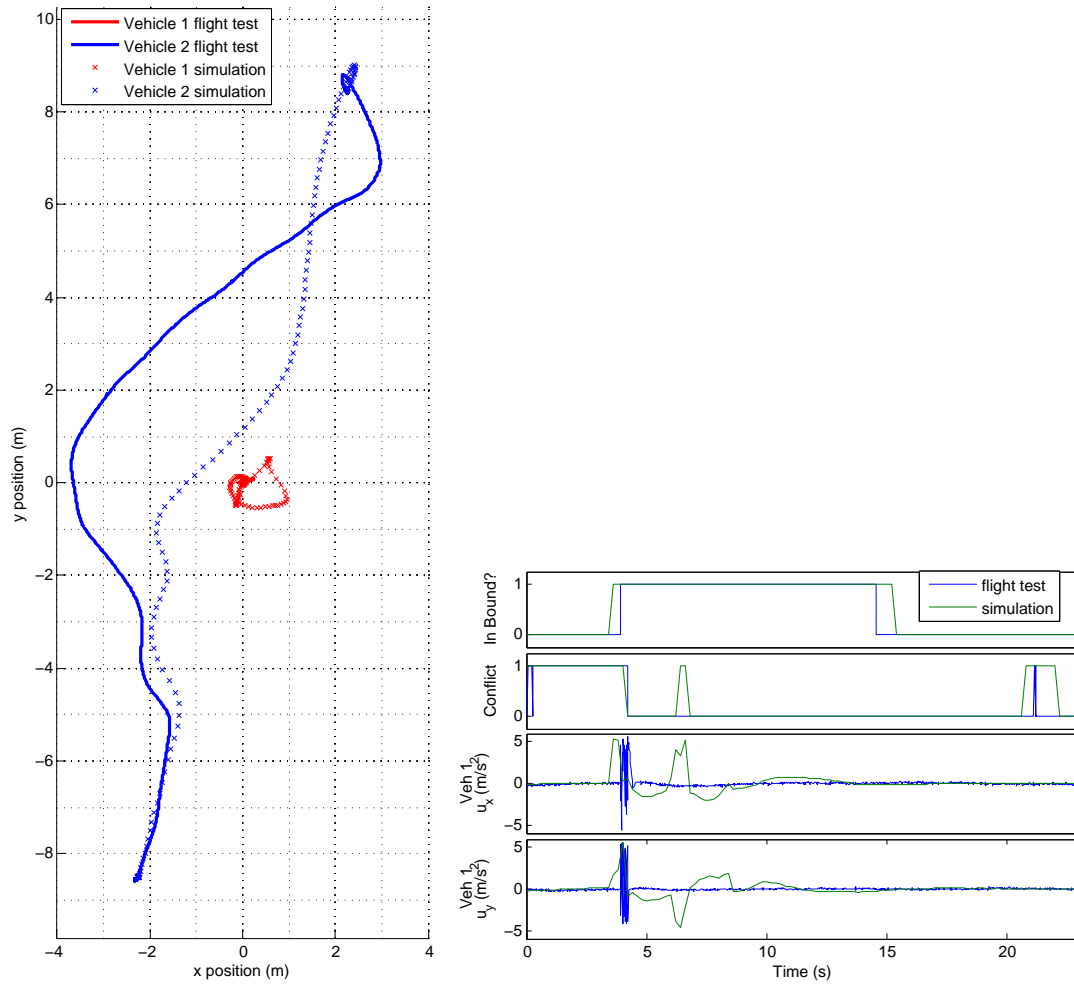 Vehicle 1 flight test
Vehicle 2 flight test
Vehicle 1 simulation
Vehicle 2 simulation
10
8
6
4
2
0
−2
−4
−6
−8
−4
−2
0
2
4
x position (m)
y position (m)
flight test
simulation
In Bound?
1
0
Conflict
1
0
Veh 1
u_x (m/s²)
5
0
−5
Veh 1
u_y (m/s²)
5
0
−5
0
5
10
15
20
Time (s)